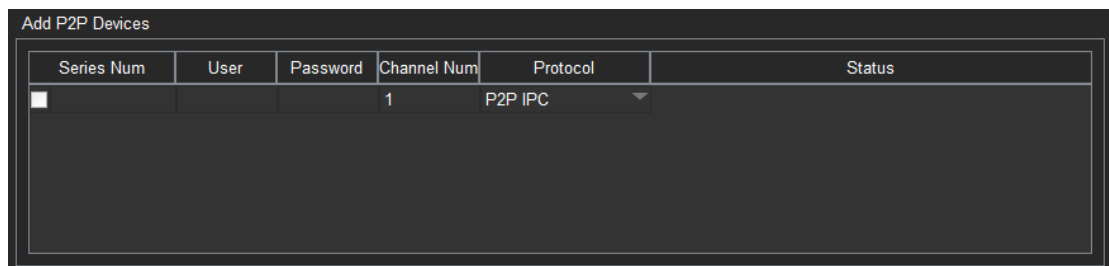 Add P2P Devices
Series Num User Password Channel Num Protocol Status
1 P2P IPC